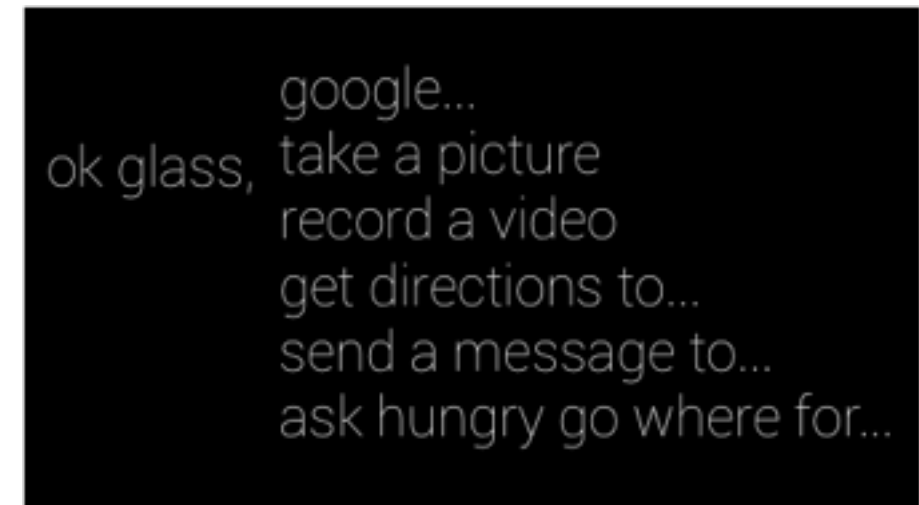 google...
ok glass, take a picture
record a video
get directions to...
send a message to...
ask hungry go where for...